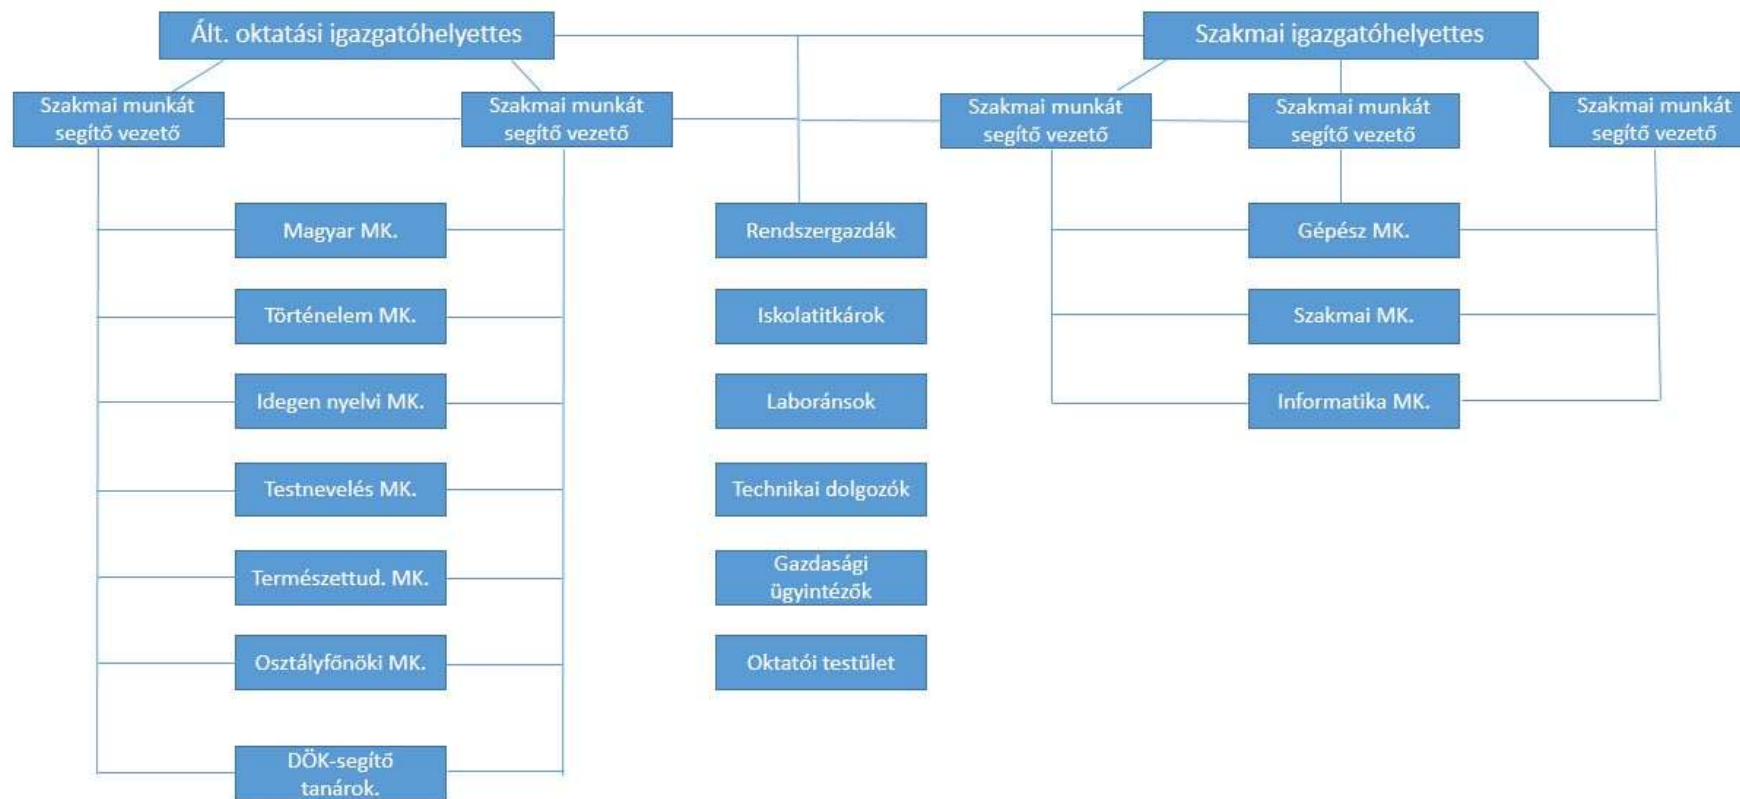 Ált. oktatási igazgatóhelyettes
Szakmai igazgatóhelyettes
Szakmai munkát
segítő vezető
Szakmai munkát
segítő vezető
Szakmai munkát
segítő vezető
Szakmai munkát
segítő vezető
Szakmai munkát
segítő vezető
Magyar MK.
Rendszergazdák
Gépész MK.
Történelem MK.
Iskolatitkárok
Szakmai MK.
Idegen nyelvi MK.
Laboránsok
Informatika MK.
Testnevelés MK.
Technikai dolgozók
Természettud. MK.
Gazdasági
ügyintézők
Osztályfőnöki MK.
Oktatói testület
DÖK-segítő
tanárok.